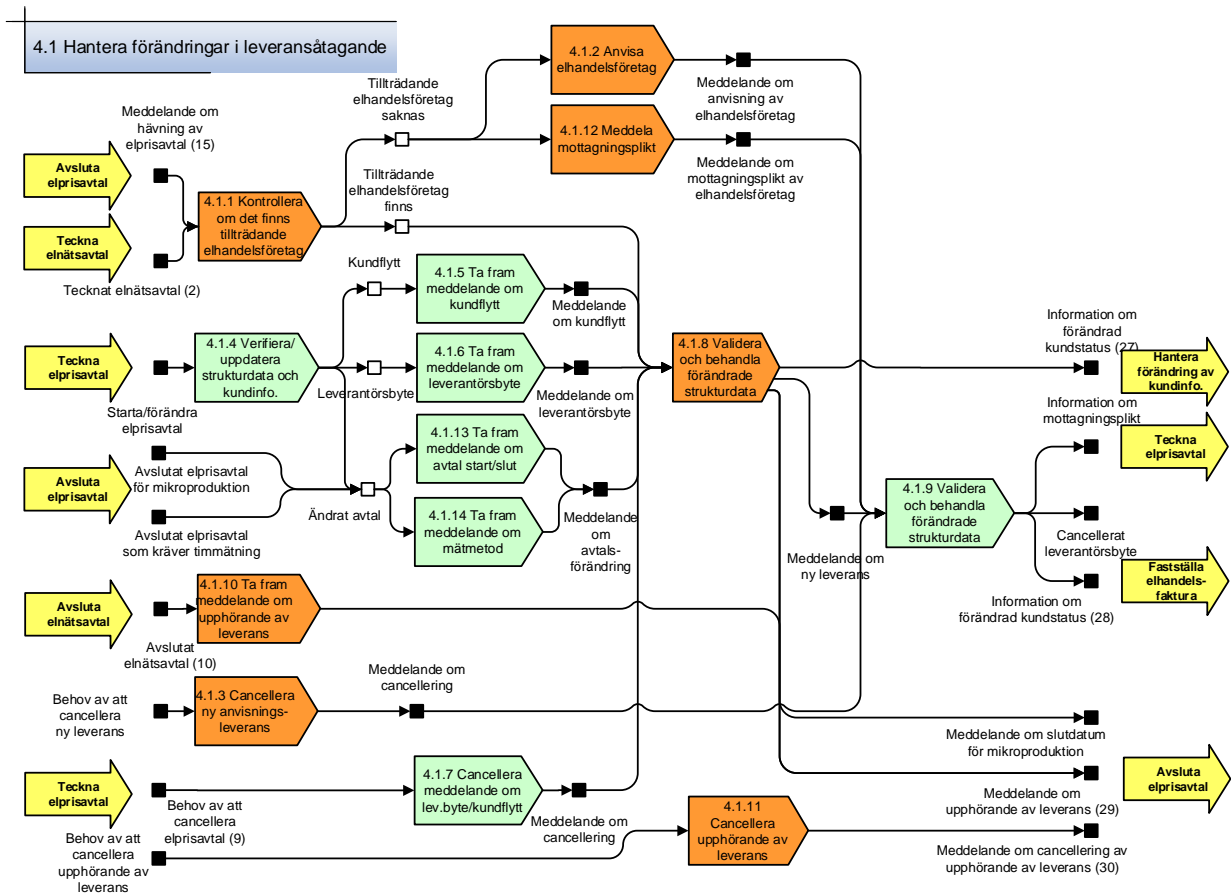 4.1 Hantera förändringar i leveransåtagande
4.1.2 Anvisa
elhandelsföretag
Meddelande om
anvisning av
elhandelsföretag
Tillträdande
elhandelsföretag
saknas
4.1.12 Meddela
mottagningsplikt
Meddelande om
mottagningsplikt av
elhandelsföretag
Meddelande om
hävning av
elprisavtal (15)
Avsluta
elprisavtal
Teckna
elnätsavtal
Tecknat elnätsavtal (2)
4.1.1 Kontrollera
om det finns
tillträdande
elhandelsföretag
Tillträdande
elhandelsföretag
finns
Kundflytt
4.1.5 Ta fram
meddelande om
kundflytt
Meddelande
om kundflytt
Teckna
elprisavtal
Starta/förändra
elprisavtal
4.1.4 Verifiera/
uppdatera
strukturdata och
kundinfo.
Leverantörsbyte
4.1.6 Ta fram
meddelande om
leverantörsbyte
Meddelande om
leverantörsbyte
4.1.8 Validera
och behandla
förändrade
strukturdata
Information om
förändrad
kundstatus (27)
Hantera
förändring av
kundinfo.
Information om
mottagningsplikt
Teckna
elprisavtal
Avsluta
elprisavtal
Avslutat elprisavtal
för mikroproduktion
Avslutat elprisavtal
som kräver timmätning
Ändrat avtal
4.1.13 Ta fram
meddelande om
avtal start/slut
4.1.14 Ta fram
meddelande om
mätmetod
Meddelande
om
avtals-
förändring
Meddelande om
ny leverans
4.1.9 Validera
och behandla
förändrade
strukturdata
Cancellerat
leverantörsbyte
Information om
förändrad kundstatus (28)
Fastställa
elhandels-
faktura
Avsluta
elnätsavtal
Avslutat
elnätsavtal (10)
4.1.10 Ta fram
meddelande om
upphörande av
leverans
Behov av att
cancellera
ny leverans
4.1.3 Cancellera
ny anvisnings-
leverans
Meddelande om
cancellering
Meddelande om slutdatum
för mikroproduktion
Teckna
elprisavtal
Behov av att
cancellera
elprisavtal (9)
4.1.7 Cancellera
meddelande om
lev.byte/kundflytt
Meddelande om
cancellering
Meddelande om
upphörande av leverans (29)
Avsluta
elprisavtal
Behov av att
cancellera
upphörande av
leverans
4.1.11
Cancellera
upphörande av
leverans
Meddelande om cancellering av
upphörande av leverans (30)